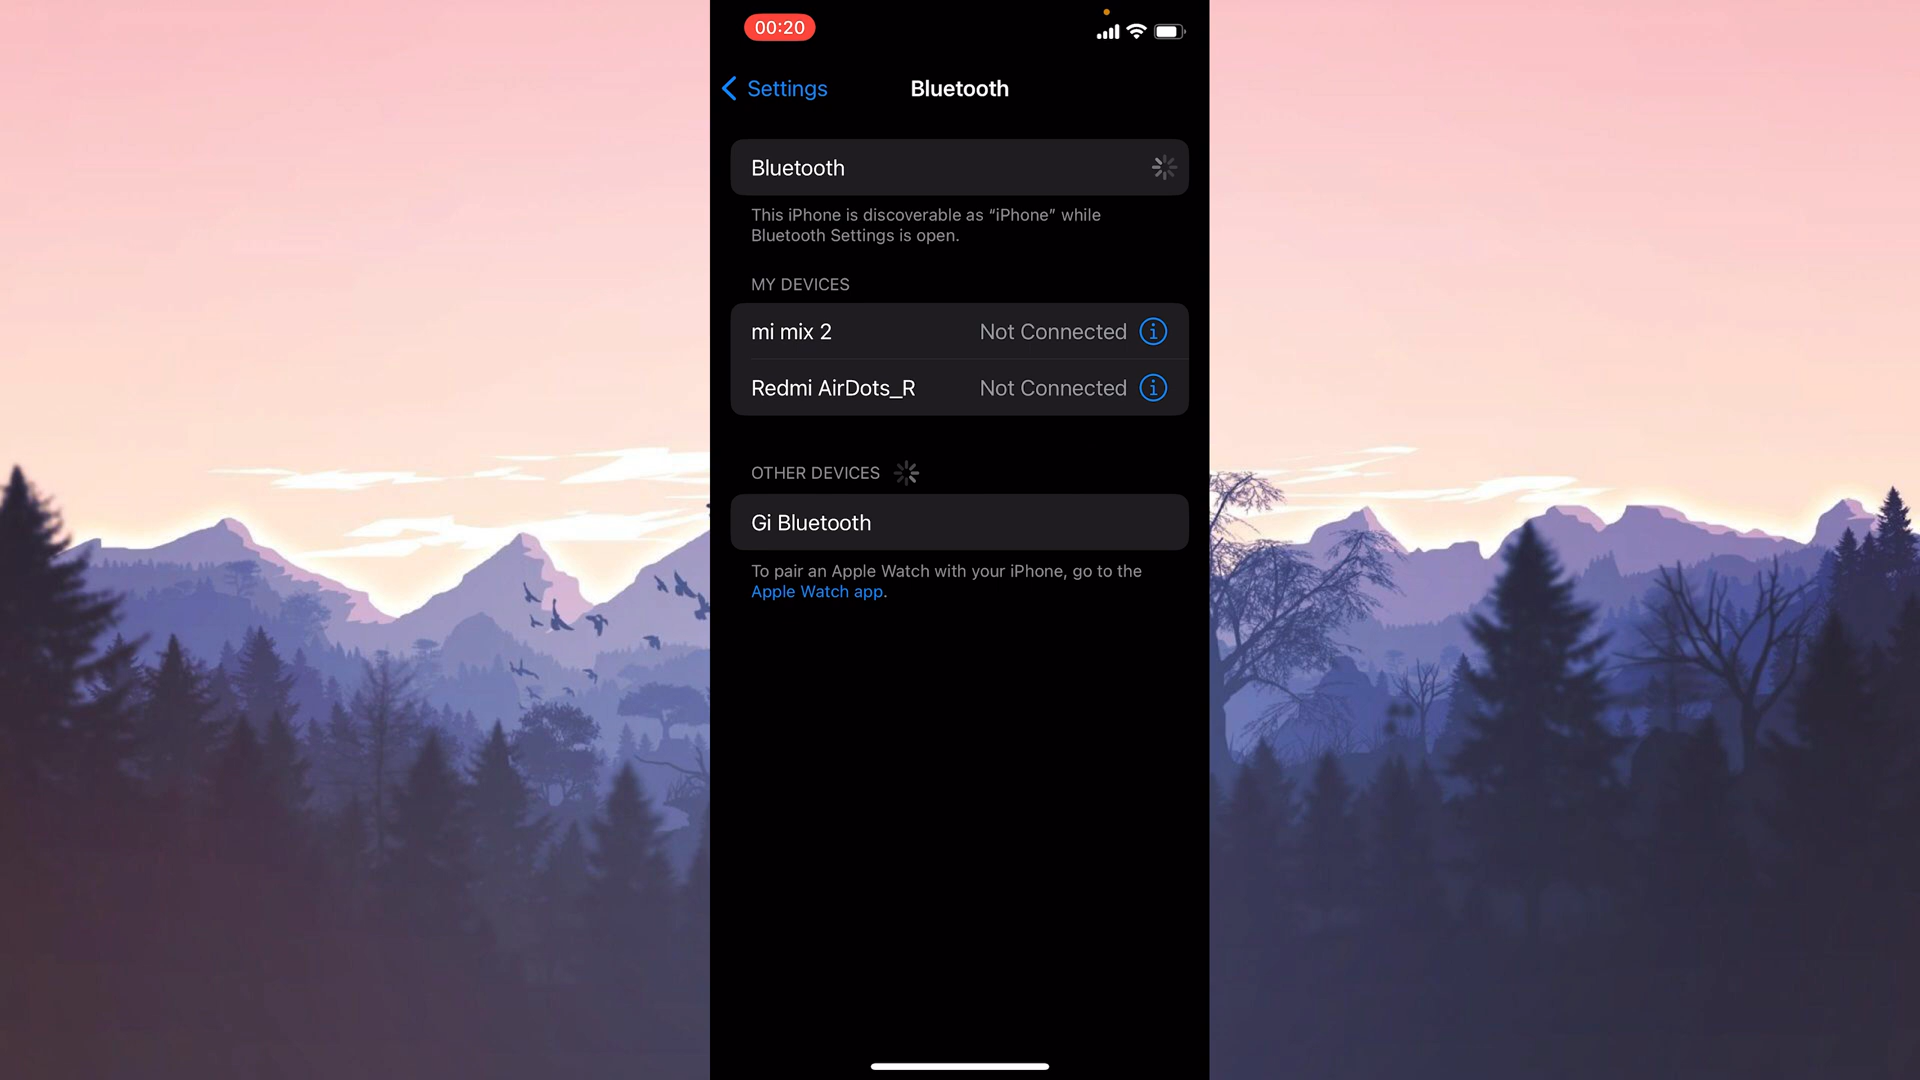 00:20
Settings
Bluetooth
Bluetooth
This iPhone is discoverable as “iPhone” while
Bluetooth Settings is open.
MY DEVICES
mi mix 2 Not Connected
Redmi AirDots_R Not Connected
OTHER DEVICES
Gi Bluetooth
To pair an Apple Watch with your iPhone, go to the
Apple Watch app.